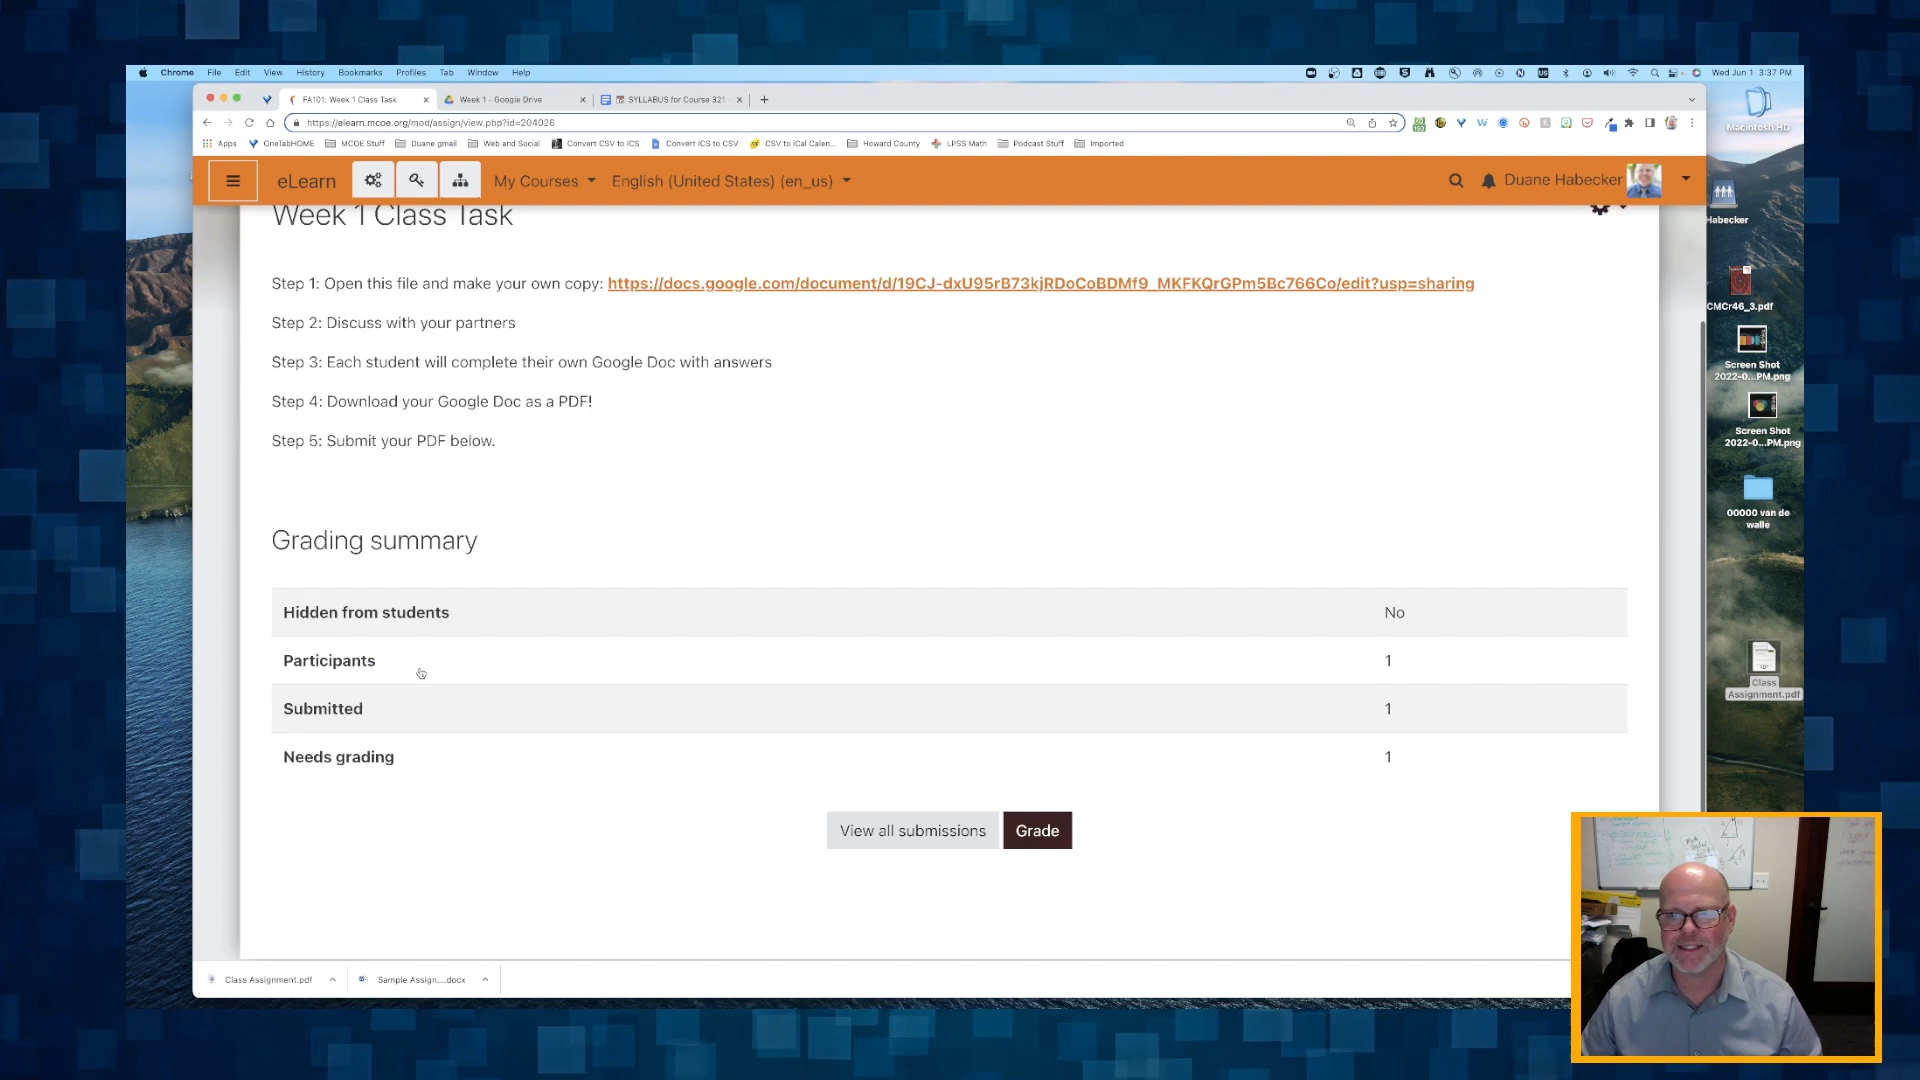 Chrome File Edit View History Bookmarks Profiles Tab Window Help
Wed Jun 1 3:37 PM
FA101: Week 1 Class Task
Week 1 - Google Drive
SYLLABUS for Course 321
https://elearn.mcoe.org/mod/assign/view.php?id=204026
Apps OneTabHOME MCOE Stuff Duane gmail Web and Social Convert CSV to ICS Convert ICS to CSV CSV to iCal Calen... Howard County LPSS Math Podcast Stuff Imported
eLearn My Courses English (United States) (en_us) Duane Habecker
Week 1 Class Task
Step 1: Open this file and make your own copy: https://docs.google.com/document/d/19CJ-dxU95rB73kjRDoCoBDMf9_MKFKQrGPm5Bc766Co/edit?usp=sharing
Step 2: Discuss with your partners
Step 3: Each student will complete their own Google Doc with answers
Step 4: Download your Google Doc as a PDF!
Step 5: Submit your PDF below.
Grading summary
Hidden from students No
Participants 1
Submitted 1
Needs grading 1
View all submissions Grade
Class Assignment.pdf
Sample Assign....docx
Macintosh HD
Habecker
CMCr46_3.pdf
Screen Shot
2022-0...PM.png
Screen Shot
2022-0...PM.png
00000 van de
walle
Class
Assignment.pdf